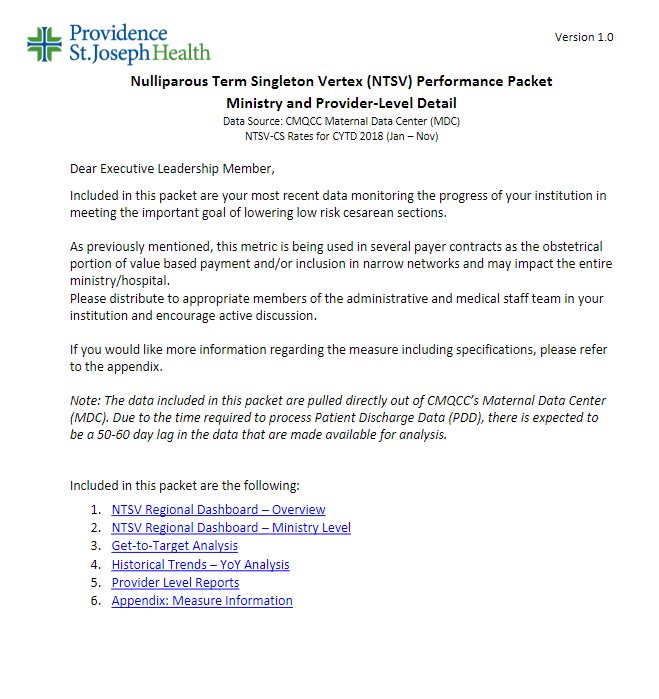 Providence
St.Joseph Health
Version 1.0
Nulliparous Term Singleton Vertex (NTSV) Performance Packet
Ministry and Provider-Level Detail
Data Source: CMQCC Maternal Data Center (MDC)
NTSV-CS Rates for CYTD 2018 (Jan – Nov)
Dear Executive Leadership Member,
Included in this packet are your most recent data monitoring the progress of your institution in
meeting the important goal of lowering low risk cesarean sections.
As previously mentioned, this metric is being used in several payer contracts as the obstetrical
portion of value based payment and/or inclusion in narrow networks and may impact the entire
ministry/hospital.
Please distribute to appropriate members of the administrative and medical staff team in your
institution and encourage active discussion.
If you would like more information regarding the measure including specifications, please refer
to the appendix.
Note: The data included in this packet are pulled directly out of CMQCC’s Maternal Data Center
(MDC). Due to the time required to process Patient Discharge Data (PDD), there is expected to
be a 50-60 day lag in the data that are made available for analysis.
Included in this packet are the following:
1. NTSV Regional Dashboard – Overview
2. NTSV Regional Dashboard – Ministry Level
3. Get-to-Target Analysis
4. Historical Trends – YoY Analysis
5. Provider Level Reports
6. Appendix: Measure Information